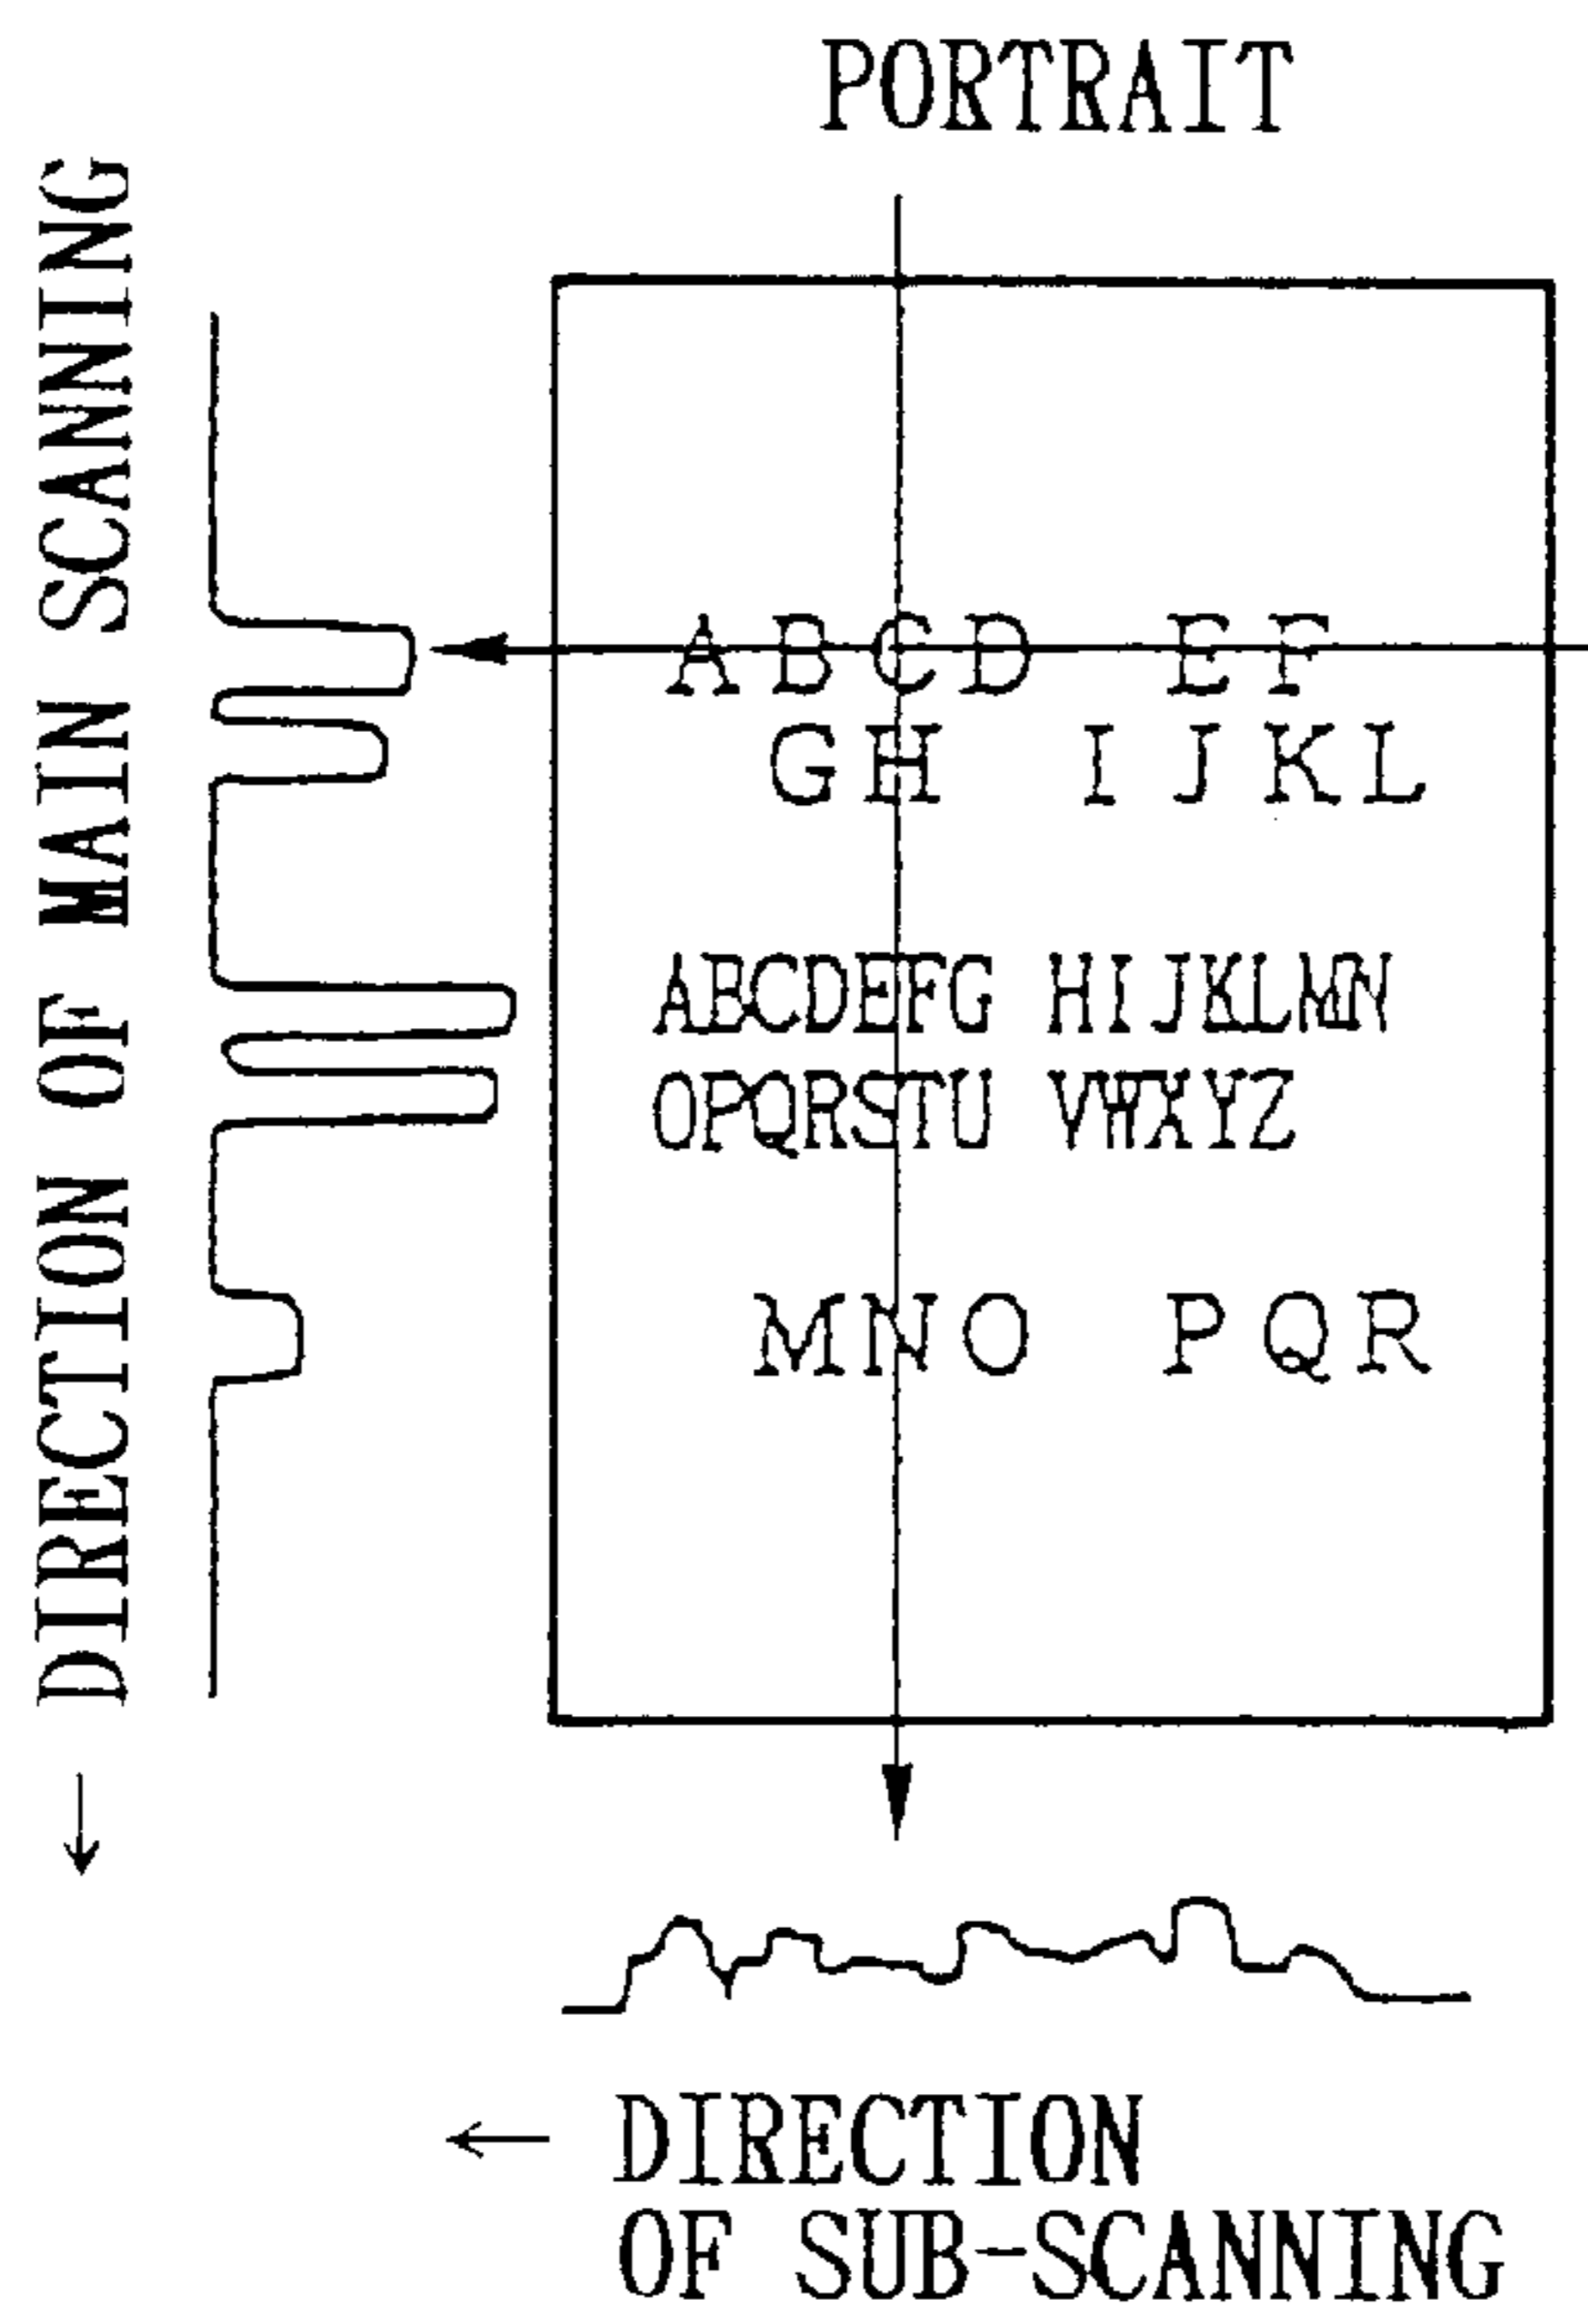 PORTRAIT
DIRECTION OF MAIN SCANNING
ABCD EF
GH IJKL
ABCDEFG HIJKLMN
OPQRSTU VWXYZ
MNO PQR
DIRECTION
OF SUB-SCANNING